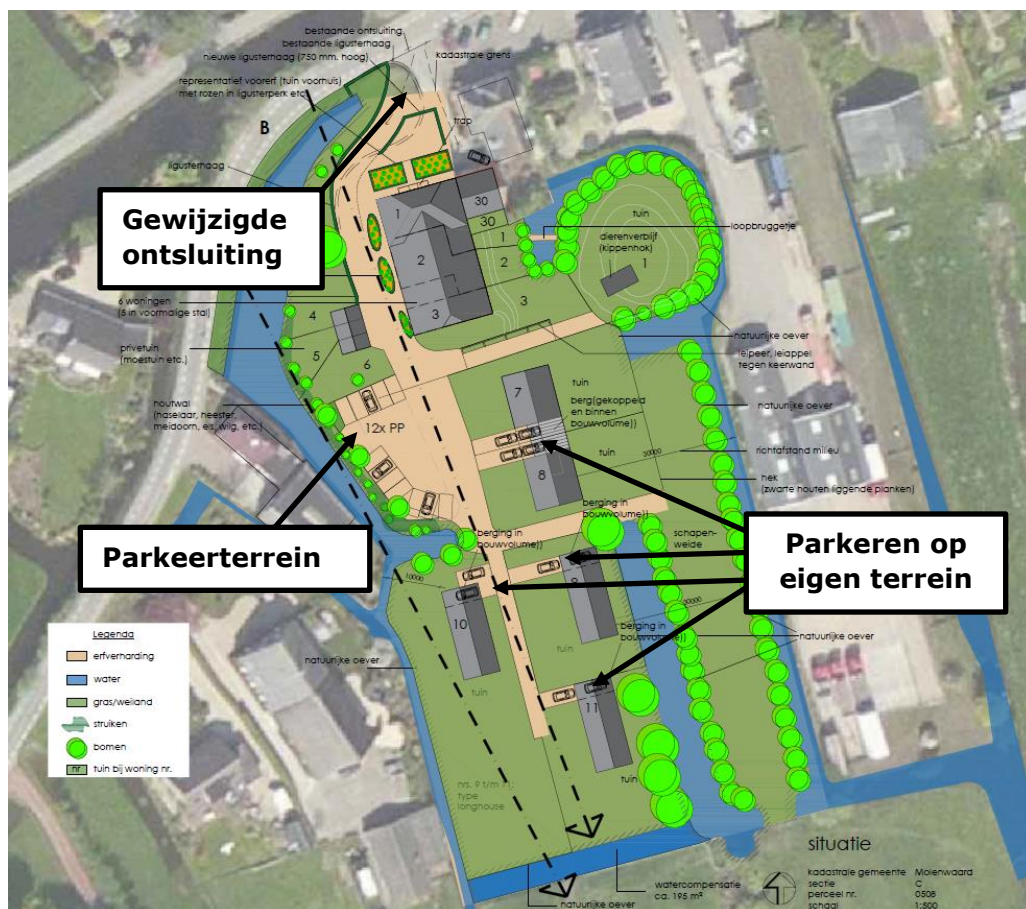 bestaande ontsluiting
bestaande ligusterhaag
nieuwe ligusterhaag (750 mm. hoog)
kadastrale grens
representatief voorerf (tuin voorhuis)
met rozen in ligusterperk etc.
trap
B
ligusterhaag
Gewijzigde
ontsluiting
30
30
1
1
2
2
3
3
tuin
loopbruggetje
dierenverblijf
(kippenhok)
1
6 woningen
(5 in voormalige stal)
4
5
6
privetuin
(moestuin etc.)
natuurlijke oever
leipeer, leiappel
tegen keerwand
houtwal
(haselaar, heester,
meidoorn, es, wilg, etc.)
12x PP
7
tuin
berg(gekoppeld
en binnen
bouwvolume))
natuurlijke oever
tuin
30000
richtafstand milieu
8
hek
(zwarte houten liggende planken)
berging in
bouwvolume))
Parkeerterrein
berging in
bouwvolume))
schapen-
weide
Parkeren op
eigen terrein
10000
9
10
berging in
bouwvolume))
natuurlijke oever
natuurlijke oever
tuin
tuin
11
tuin
Legenda
erfverharding
water
gras/weiland
struiken
bomen
nr
tuin bij woning nr.
nrs. 9 t/m 11:
type
longhouse
watercompensatie
ca. 195 m²
natuurlijke oever
situatie
kadastrale gemeente Molenwaard
sectie C
perceel nr. 0508
schaal 1:500